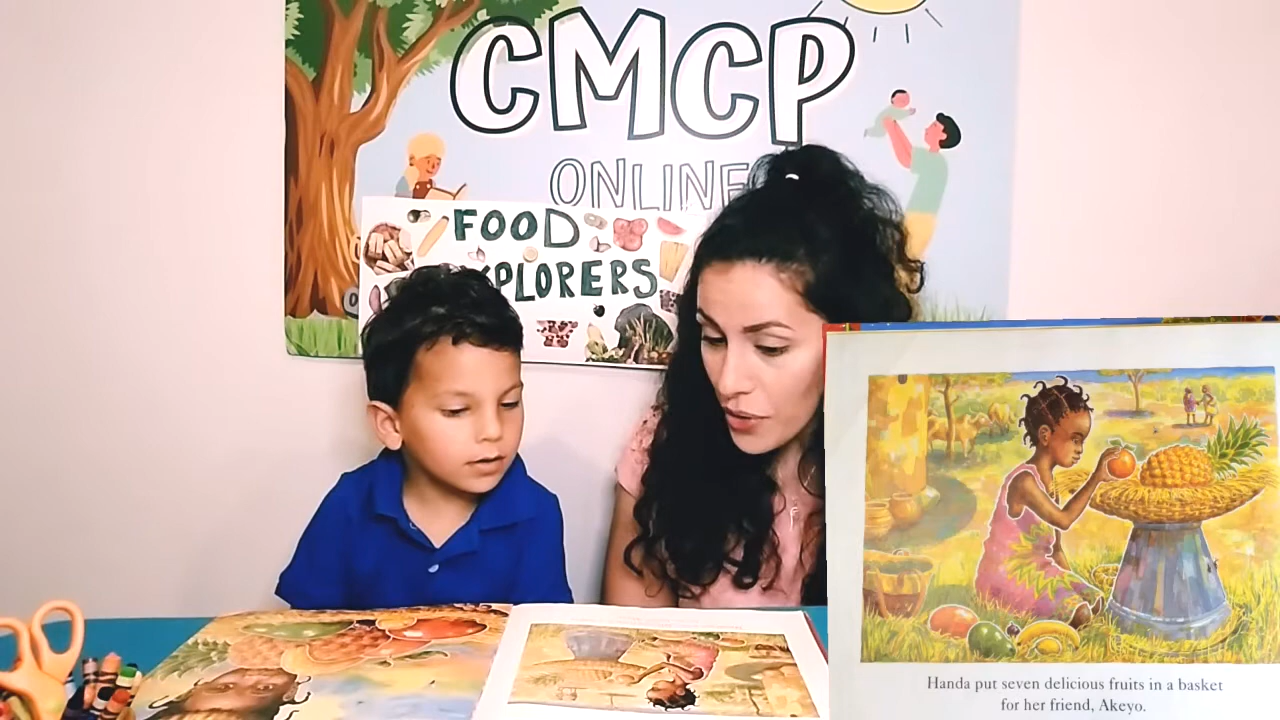 CMCP
ONLINE
FOOD
EXPLORERS
Handa put seven delicious fruits in a basket
for her friend, Akeyo.